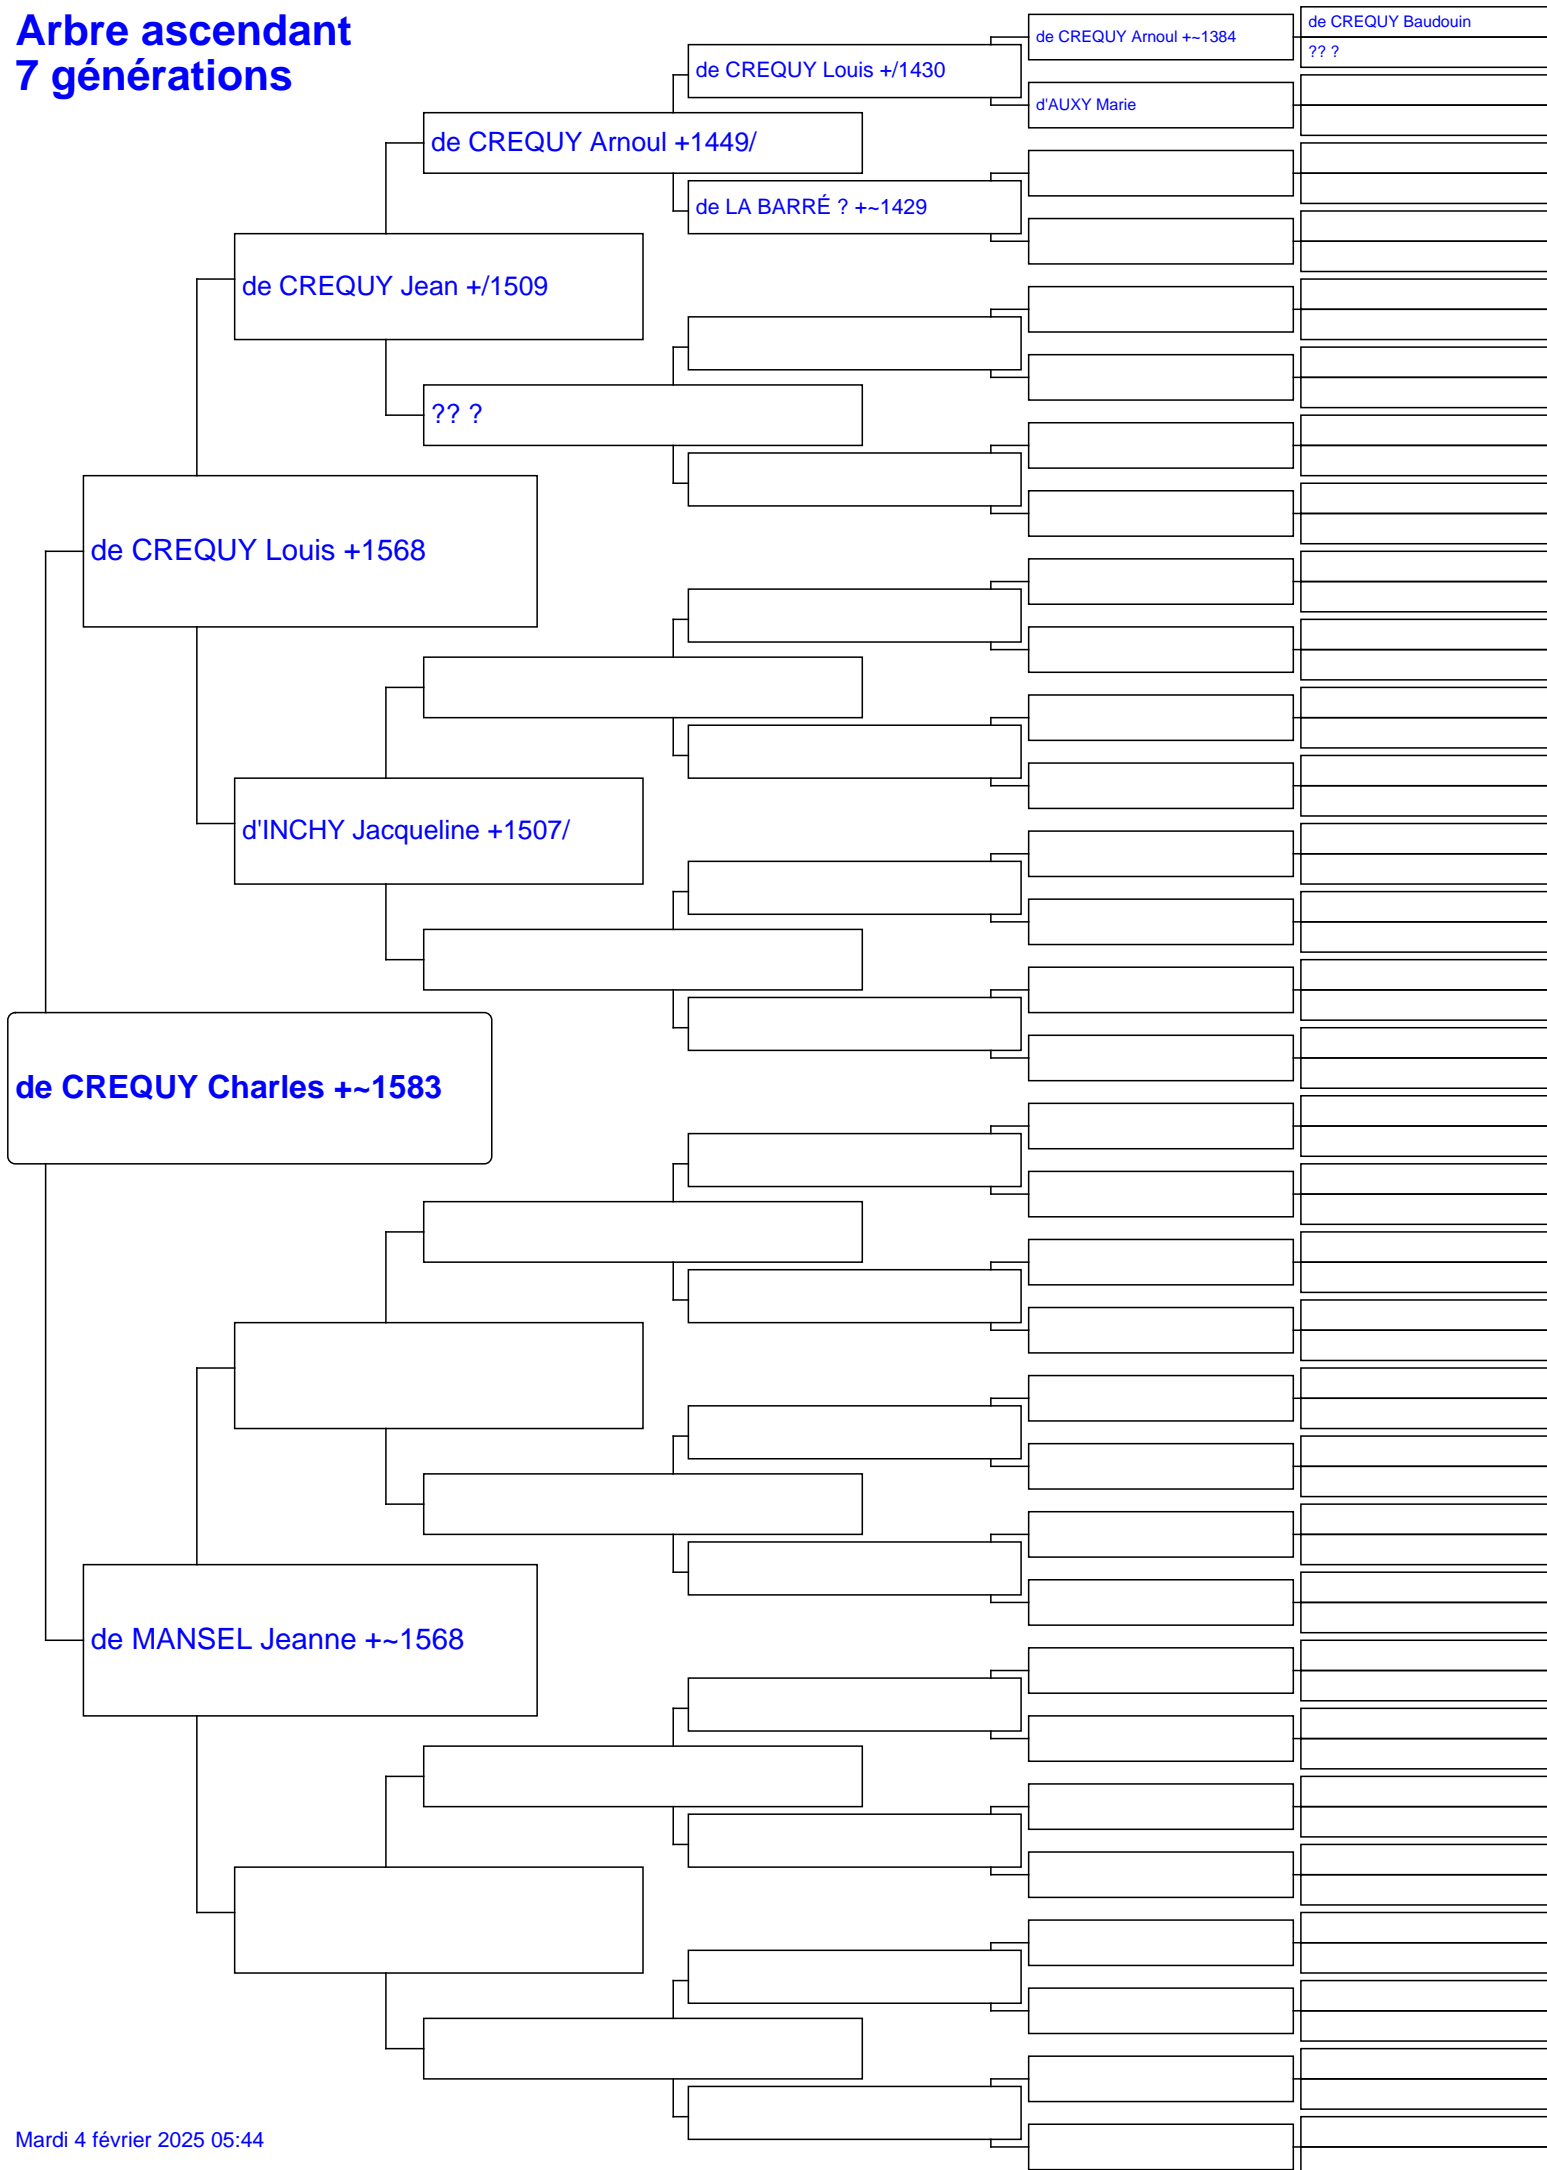 Arbre ascendant
7 générations
de CREQUY Baudouin
de CREQUY Arnoul +~1384
?? ?
de CREQUY Louis +/1430
d'AUXY Marie
de CREQUY Arnoul +1449/
de LA BARRÉ ? +~1429
de CREQUY Jean +/1509
?? ?
de CREQUY Louis +1568
d'INCHY Jacqueline +1507/
de CREQUY Charles +~1583
de MANSEL Jeanne +~1568
Mardi 4 février 2025 05:44